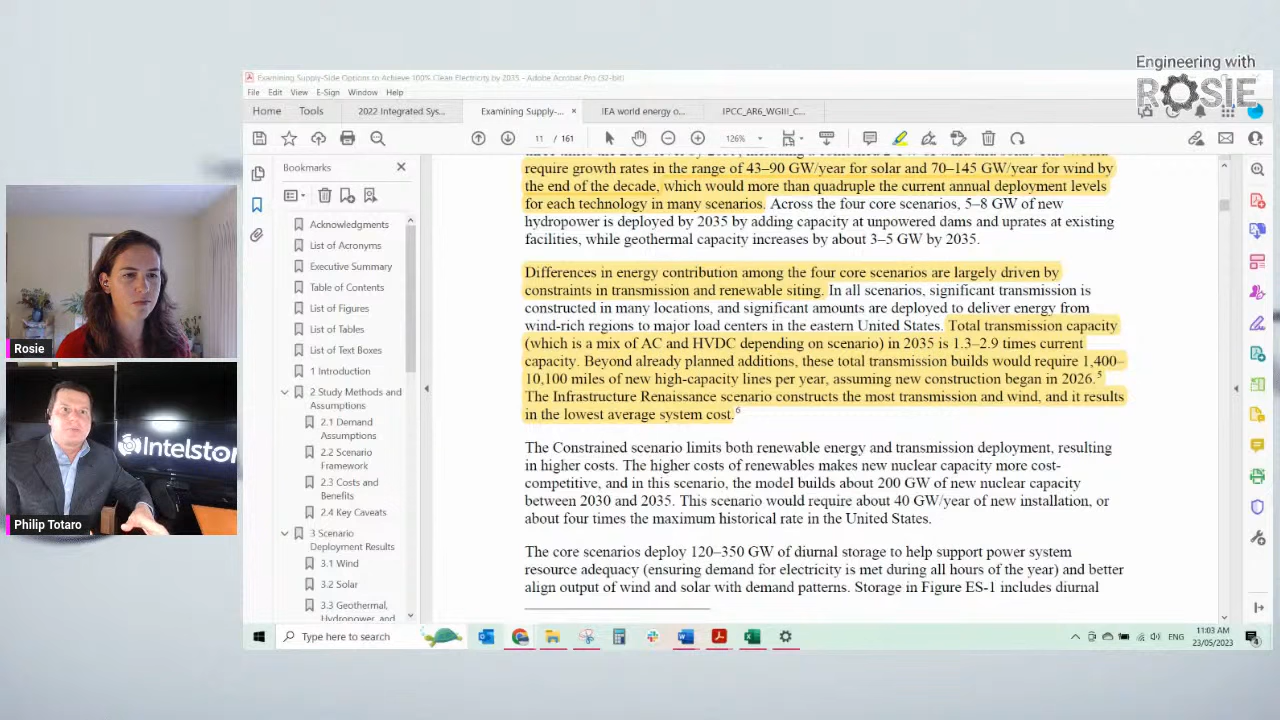 Engineering with
ROSIE
Examining Supply-Side Options to Achieve 100% Clean Electricity by 2035 - Adobe Acrobat Pro (32-bit)
File Edit View E-Sign Window Help
Home Tools 2022 Integrated Sys... Examining Supply-... × IEA world energy o... IPCC_AR6_WGIII_C...
11 / 161 126%
Bookmarks
Acknowledgments
List of Acronyms
Executive Summary
Table of Contents
List of Figures
List of Tables
List of Text Boxes
1 Introduction
2 Study Methods and
Assumptions
2.1 Demand
Assumptions
2.2 Scenario
Framework
2.3 Costs and
Benefits
2.4 Key Caveats
3 Scenario
Deployment Results
3.1 Wind
3.2 Solar
3.3 Geothermal,
Hydropower, and
require growth rates in the range of 43–90 GW/year for solar and 70–145 GW/year for wind by
the end of the decade, which would more than quadruple the current annual deployment levels
for each technology in many scenarios. Across the four core scenarios, 5–8 GW of new
hydropower is deployed by 2035 by adding capacity at unpowered dams and uprates at existing
facilities, while geothermal capacity increases by about 3–5 GW by 2035.
Differences in energy contribution among the four core scenarios are largely driven by
constraints in transmission and renewable siting. In all scenarios, significant transmission is
constructed in many locations, and significant amounts are deployed to deliver energy from
wind-rich regions to major load centers in the eastern United States. Total transmission capacity
(which is a mix of AC and HVDC depending on scenario) in 2035 is 1.3–2.9 times current
capacity. Beyond already planned additions, these total transmission builds would require 1,400–
10,100 miles of new high-capacity lines per year, assuming new construction began in 2026.5
The Infrastructure Renaissance scenario constructs the most transmission and wind, and it results
in the lowest average system cost.6
The Constrained scenario limits both renewable energy and transmission deployment, resulting
in higher costs. The higher costs of renewables makes new nuclear capacity more cost-
competitive, and in this scenario, the model builds about 200 GW of new nuclear capacity
between 2030 and 2035. This scenario would require about 40 GW/year of new installation, or
about four times the maximum historical rate in the United States.
The core scenarios deploy 120–350 GW of diurnal storage to help support power system
resource adequacy (ensuring demand for electricity is met during all hours of the year) and better
align output of wind and solar with demand patterns. Storage in Figure ES-1 includes diurnal
Rosie
Intelstor
Philip Totaro
Type here to search
ENG
11:03 AM
23/05/2023